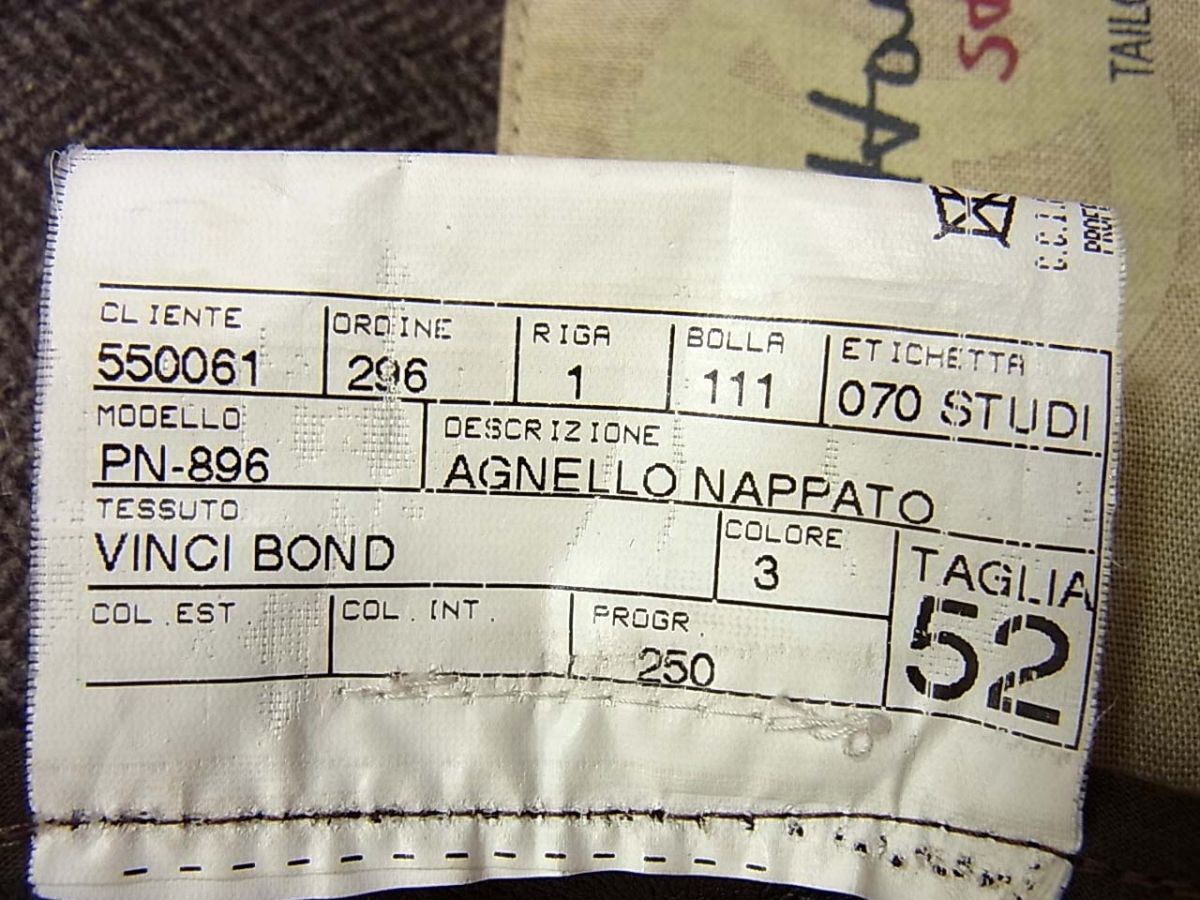 TAILO
CLIENTE ORDINE RIGA BOLLA ETICHETTA
550061 296 1 111 070 STUDI
MODELLO DESCRIZIONE
PN-896 AGNELLO NAPPATO
TESSUTO COLORE TAGLIA
VINCI BOND 3 52
COL.EST. COL.INT. PROGR.
250